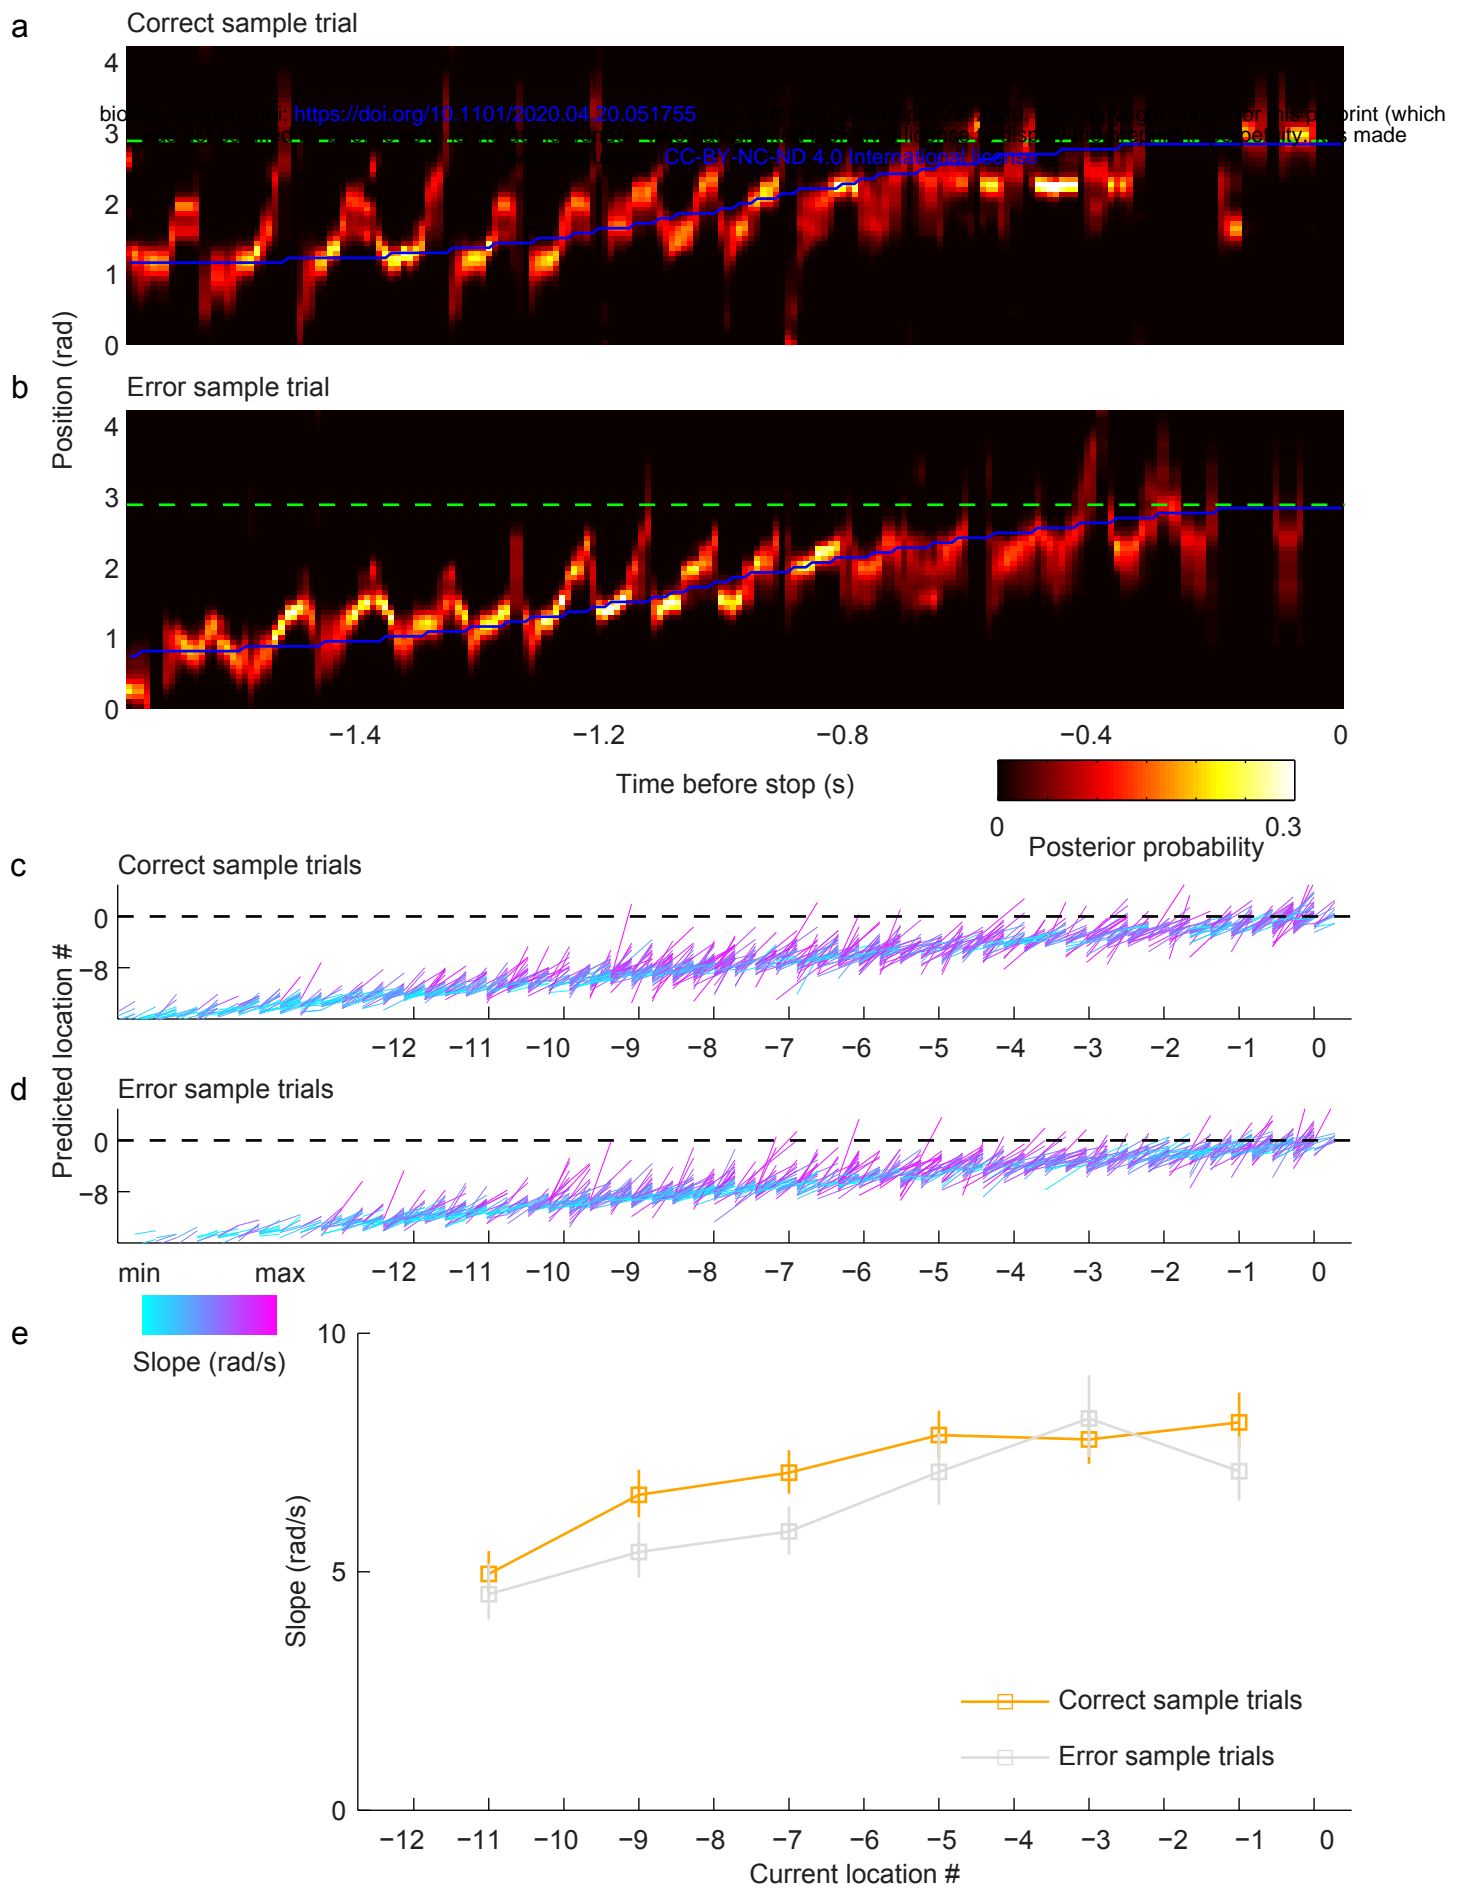 a
Correct sample trial
4
bioRxiv preprint doi: https://doi.org/10.1101/2020.04.20.051755
print (which
3
made
CC-BY-NC-ND 4.0 International license
2
1
0
Position (rad)
b
Error sample trial
4
3
2
1
0
−1.4 −1.2 −0.8 −0.4 0
Time before stop (s)
0 0.3
Posterior probability
c
Correct sample trials
0
−8
−12 −11 −10 −9 −8 −7 −6 −5 −4 −3 −2 −1 0
Predicted location #
d
Error sample trials
0
−8
−12 −11 −10 −9 −8 −7 −6 −5 −4 −3 −2 −1 0
min max
Slope (rad/s)
e
10
5
0
Slope (rad/s)
Correct sample trials
Error sample trials
−12 −11 −10 −9 −8 −7 −6 −5 −4 −3 −2 −1 0
Current location #